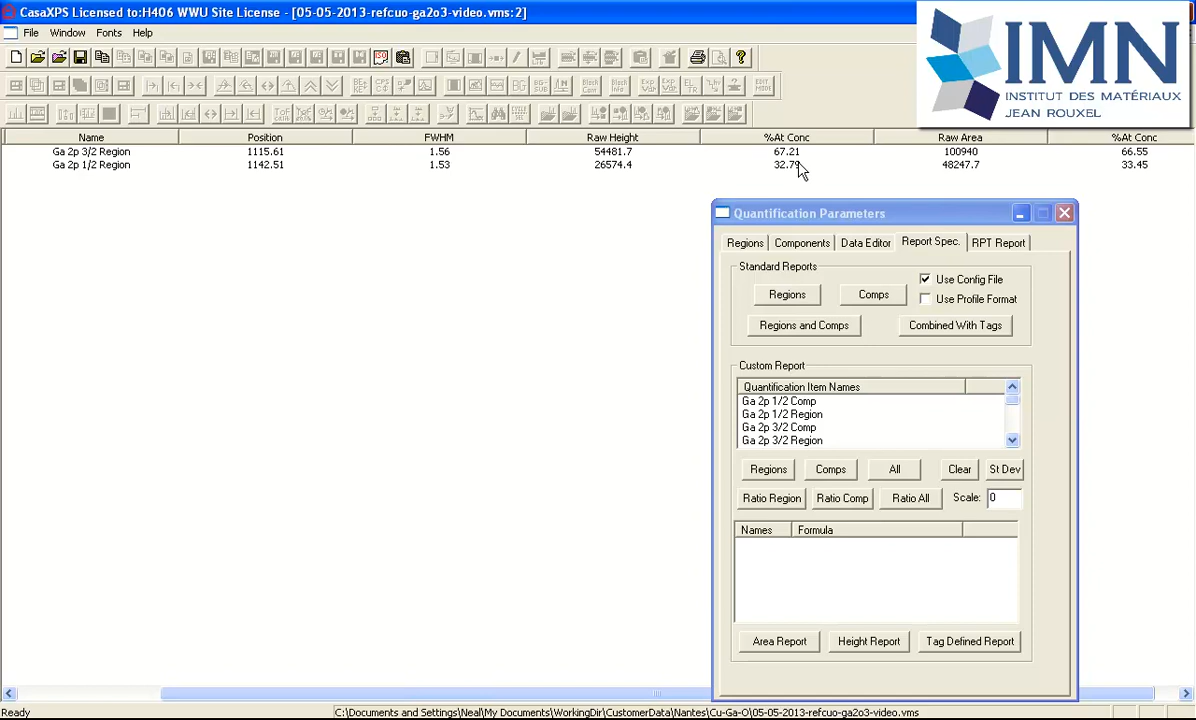 CasaXPS Licensed to:H406 WWU Site License - [05-05-2013-refcuo-ga2o3-video.vms:2]
File Window Fonts Help
IMN
INSTITUT DES MATÉRIAUX
JEAN ROUXEL
Name Position FWHM Raw Height %At Conc Raw Area %At Conc
Ga 2p 3/2 Region 1115.61 1.56 54481.7 67.21 100940 66.55
Ga 2p 1/2 Region 1142.51 1.53 26574.4 32.79 48247.7 33.45
Quantification Parameters
Regions Components Data Editor Report Spec. RPT Report
Standard Reports
Use Config File
Regions Comps
Use Profile Format
Regions and Comps Combined With Tags
Custom Report
Quantification Item Names
Ga 2p 1/2 Comp
Ga 2p 1/2 Region
Ga 2p 3/2 Comp
Ga 2p 3/2 Region
Regions Comps All Clear St Dev
Ratio Region Ratio Comp Ratio All Scale: 0
Names Formula
Area Report Height Report Tag Defined Report
Ready C:\Documents and Settings\Neal\My Documents\WorkingDir\CustomerData\Nantes\Cu-Ga-O\05-05-2013-refcuo-ga2o3-video.vms